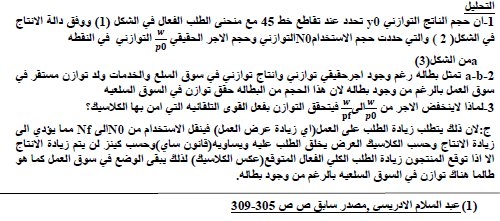 التحليل
1-ان حجم الناتج التوازني y0 تحدد عند تقاطع خط 45 مع منحنى الطلب الفعال في الشكل (1) ووفق دالة الانتاج
في الشكل( 2 ) والتي حددت حجم الاستخدامN0التوازني وحجم الاجر الحقيقي w/p0 التوازني في النقطه
aمن الشكل(3)
a-b-2 تمثل بطاله رغم وجود اجرحقيقي توازني وانتاج توازني في سوق السلع والخدمات ولد توازن مستقر في
سوق العمل بالرغم من وجود بطاله لان هذا الحجم من البطاله حقق توازن في السوق السلعيه
3-لماذا لاينخفض الاجر من w/p0الىw/pf فيتحقق التوازن بفعل القوى التلقائيه التي امن بها الكلاسيك؟
ج:لان ذلك يتطلب زيادة الطلب على العمل(اي زيادة عرض العمل) فينقل الاستخدام من N0الى Nf مما يؤدي الى
زيادة الانتاج وحسب الكلاسيك العرض يخلق الطلب عليه ويساويه(قانون ساي)وحسب كينز لن يتم زيادة الانتاج
الا اذا توقع المنتجون زيادة الطلب الكلي الفعال المتوقع(عكس الكلاسيك) لذلك يبقى الوضع في سوق العمل كما هو
طالما هناك توازن في السوق السلعيه بالرغم من وجود بطاله.
(1) عبد السلام الادريسي ,مصدر سابق ص ص 305-309